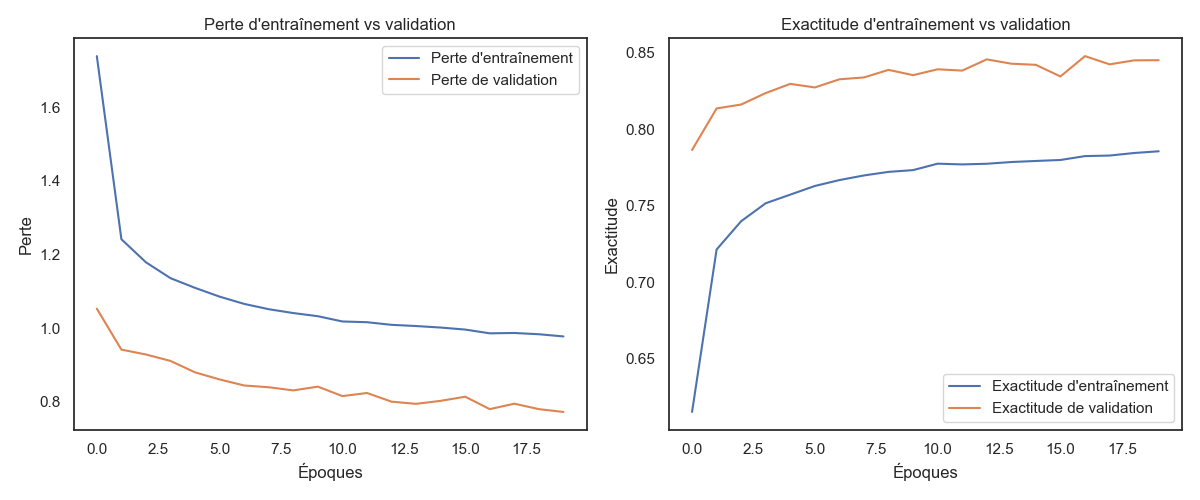 Perte d'entraînement vs validation
Perte d'entraînement
Perte de validation
1.6
1.4
1.2
1.0
0.8
Perte
0.0 2.5 5.0 7.5 10.0 12.5 15.0 17.5
Époques
Exactitude d'entraînement vs validation
0.85
0.80
0.75
0.70
0.65
Exactitude
Exactitude d'entraînement
Exactitude de validation
0.0 2.5 5.0 7.5 10.0 12.5 15.0 17.5
Époques